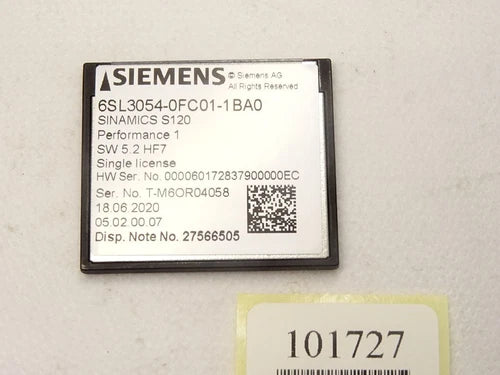 SIEMENS © Siemens AG
All Rights Reserved
6SL3054-0FC01-1BA0
SINAMICS S120
Performance 1
SW 5.2 HF7
Single license
HW Ser. No. 000060172837900000EC
Ser. No. T-M6OR04058
18.06.2020
05.02.00.07
Disp. Note No. 27566505
101727